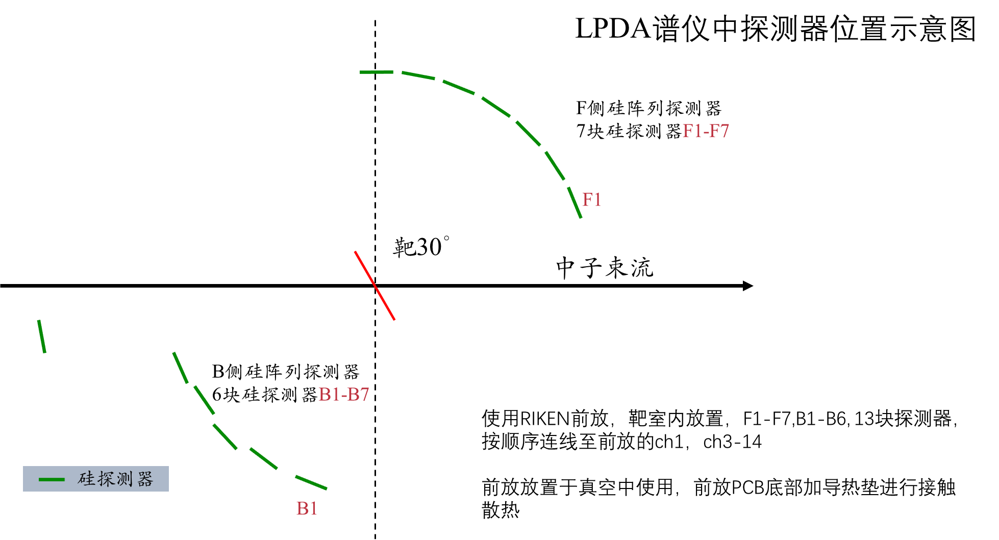 LPDA谱仪中探测器位置示意图
F侧硅阵列探测器
7块硅探测器F1-F7
F1
靶30°
中子束流
B侧硅阵列探测器
6块硅探测器B1-B7
使用RIKEN前放，靶室内放置，F1-F7,B1-B6, 13块探测器，
按顺序连线至前放的ch1，ch3-14
硅探测器
前放放置于真空中使用，前放PCB底部加导热垫进行接触
散热
B1